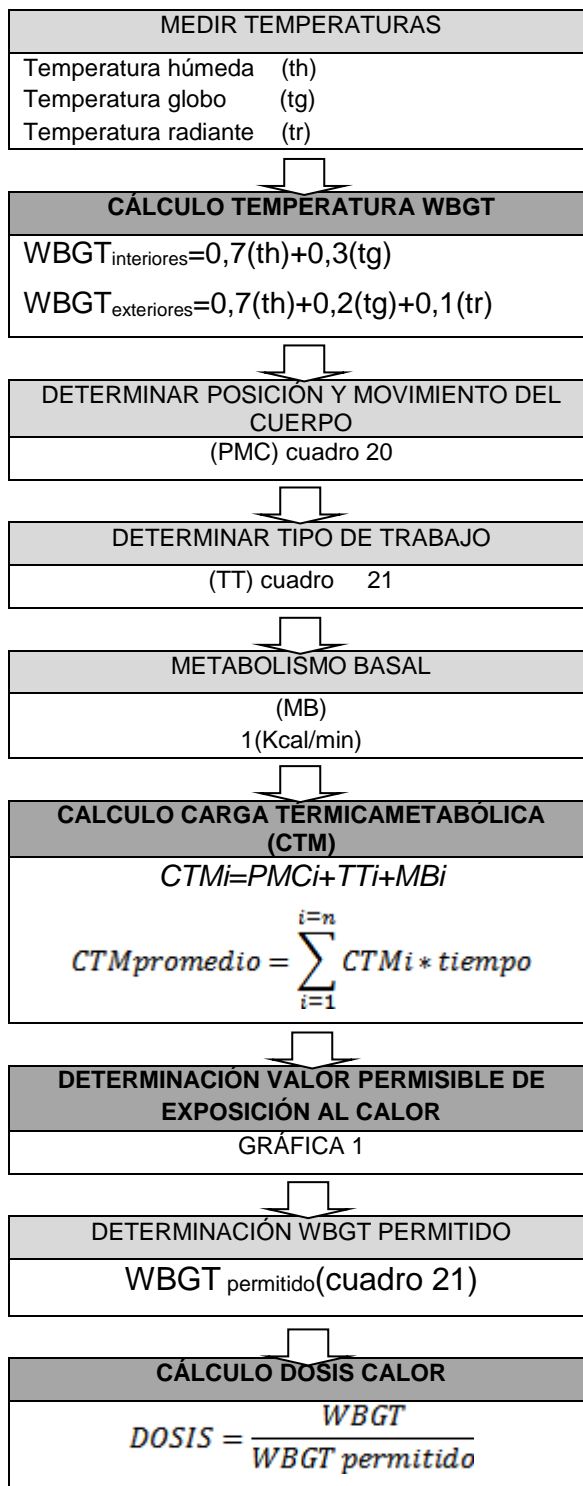 MEDIR TEMPERATURAS
Temperatura húmeda (th)
Temperatura globo (tg)
Temperatura radiante (tr)
CÁLCULO TEMPERATURA WBGT
WBGTinteriores=0,7(th)+0,3(tg)
WBGTexteriores=0,7(th)+0,2(tg)+0,1(tr)
DETERMINAR POSICIÓN Y MOVIMIENTO DEL
CUERPO
(PMC) cuadro 20
DETERMINAR TIPO DE TRABAJO
(TT) cuadro 21
METABOLISMO BASAL
(MB)
1(Kcal/min)
CALCULO CARGA TÉRMICAMETABÓLICA
(CTM)
CTMi=PMCi+TTi+MBi
i=n
CTMpromedio = ∑ CTMi ∗ tiempo
i=1
DETERMINACIÓN VALOR PERMISIBLE DE
EXPOSICIÓN AL CALOR
GRÁFICA 1
DETERMINACIÓN WBGT PERMITIDO
WBGT permitido(cuadro 21)
CÁLCULO DOSIS CALOR
WBGT
DOSIS =
WBGT permitido